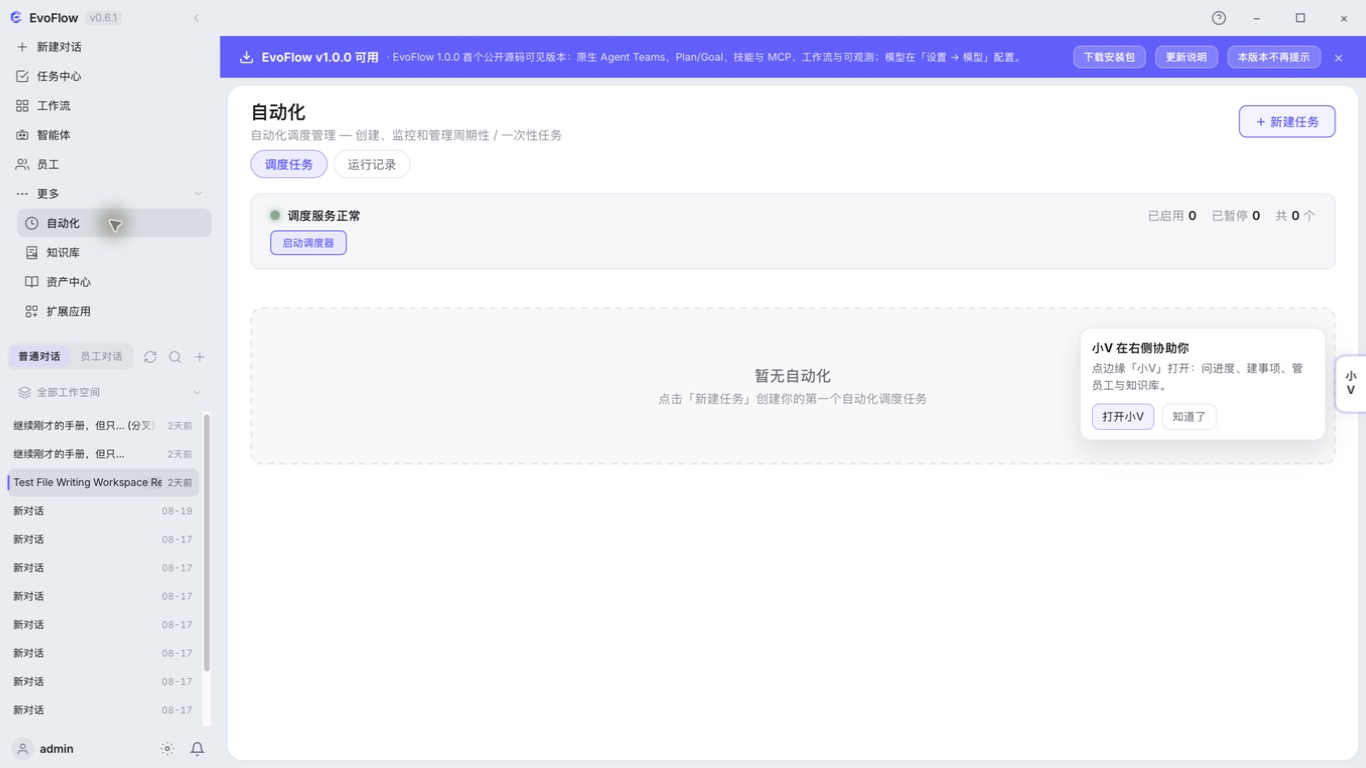 EvoFlow v0.6.1
新建对话
任务中心
工作流
智能体
员工
更多
自动化
知识库
资产中心
扩展应用
普通对话 员工对话
全部工作空间
继续刚才的手册，但只... (分叉) 2天前
继续刚才的手册，但只... 2天前
Test File Writing Workspace Re 2天前
新对话 08-19
新对话 08-17
新对话 08-17
新对话 08-17
新对话 08-17
新对话 08-17
新对话 08-17
新对话 08-17
admin
EvoFlow v1.0.0 可用 · EvoFlow 1.0.0 首个公开源码可见版本：原生 Agent Teams、Plan/Goal、技能与 MCP、工作流与可观测；模型在「设置 → 模型」配置。 下载安装包 更新说明 本版本不再提示
自动化
自动化调度管理 — 创建、监控和管理周期性 / 一次性任务
+ 新建任务
调度任务 运行记录
调度服务正常 已启用 0 已暂停 0 共 0 个
启动调度器
暂无自动化
点击「新建任务」创建你的第一个自动化调度任务
小V 在右侧协助你
点边缘「小V」打开：问进度、建事项、管
员工与知识库。
打开小V 知道了
小
V